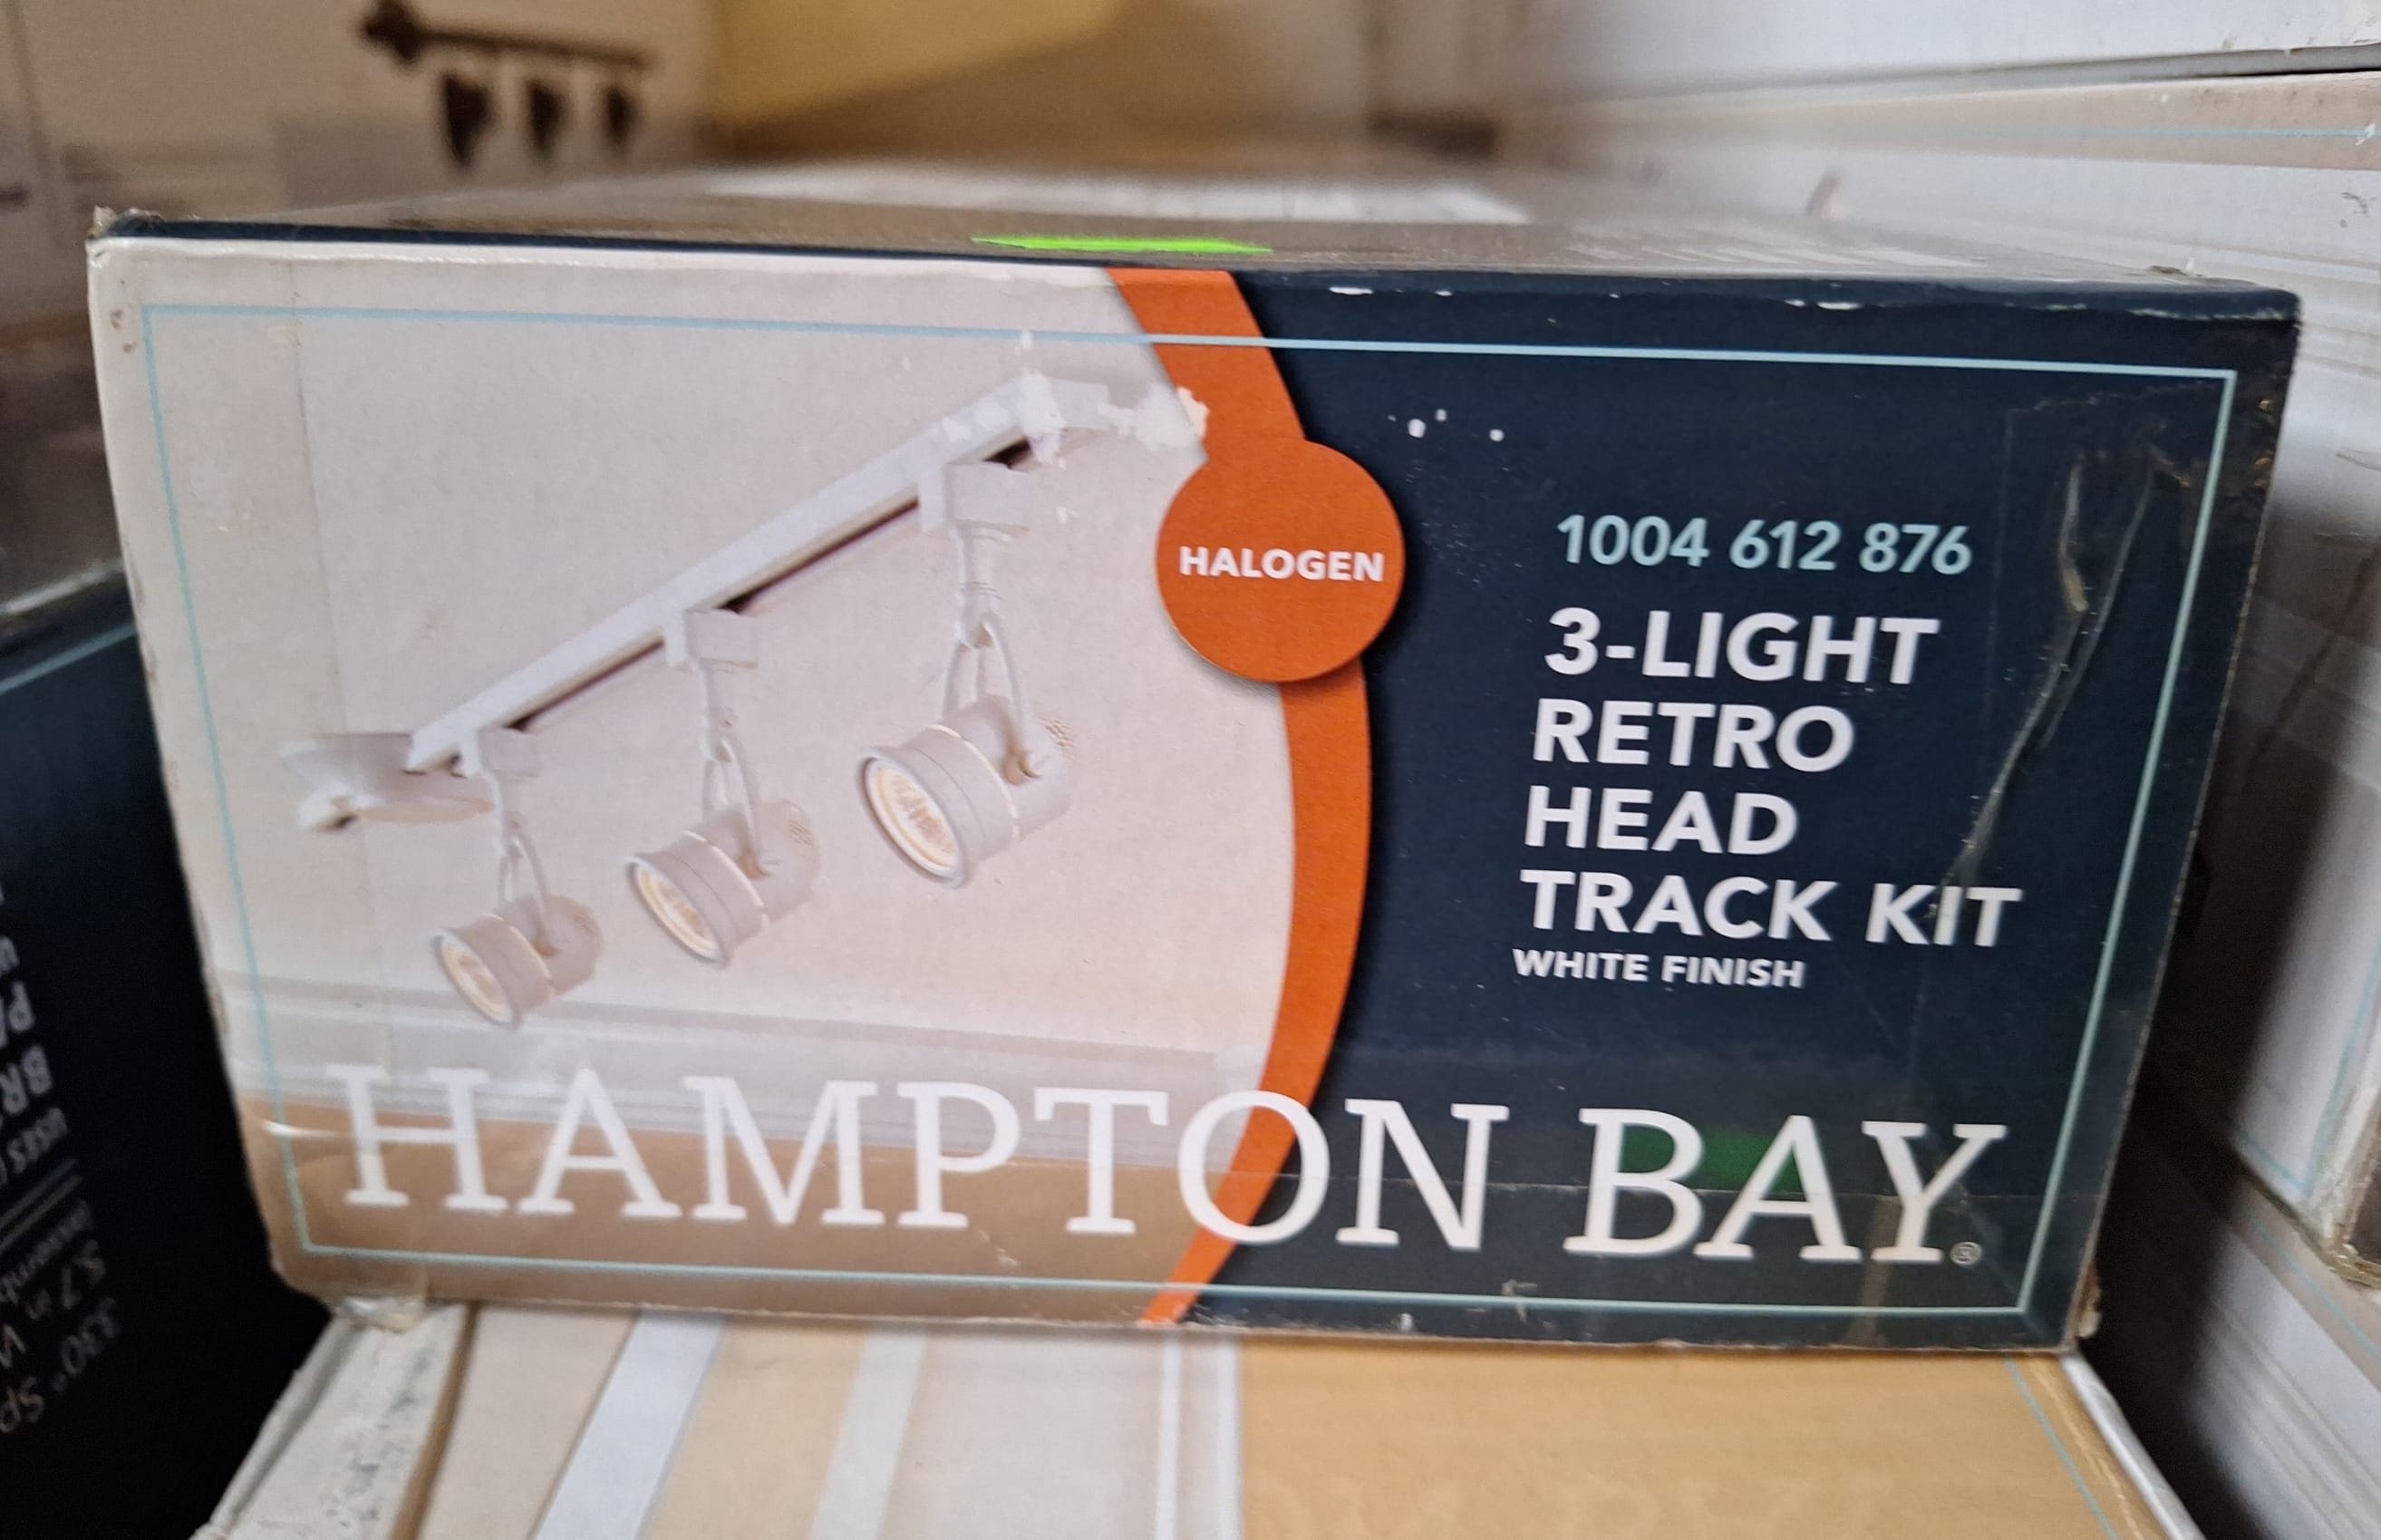 HALOGEN
1004 612 876
3-LIGHT
RETRO
HEAD
TRACK KIT
WHITE FINISH
HAMPTON BAY®